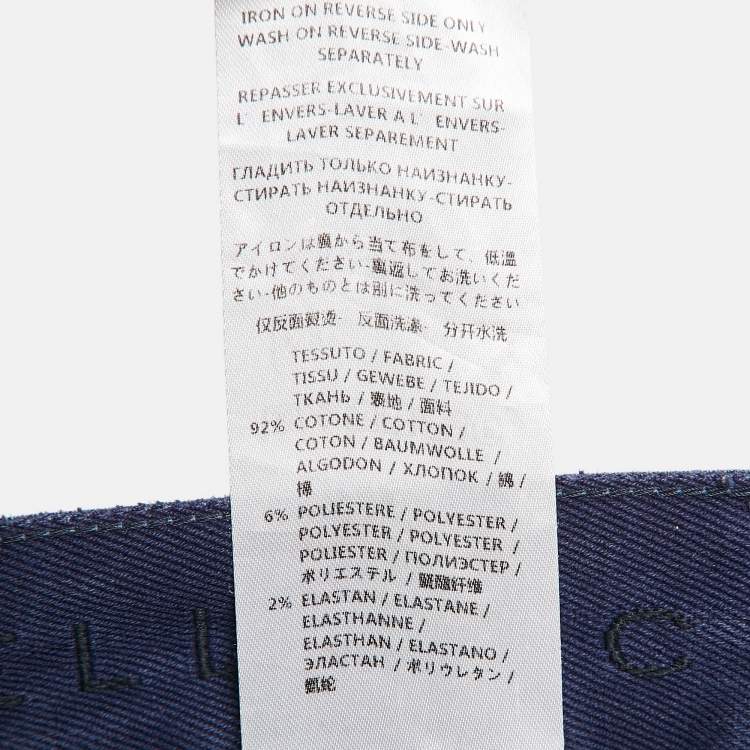 IRON ON REVERSE SIDE ONLY
WASH ON REVERSE SIDE-WASH
SEPARATELY
REPASSER EXCLUSIVEMENT SUR
L' ENVERS-LAVER A L' ENVERS-
LAVER SEPAREMENT
ГЛАДИТЬ ТОЛЬКО НАИЗНАНКУ-
СТИРАТЬ НАИЗНАНКУ-СТИРАТЬ
ОТДЕЛЬНО
アイロンは裏から当て布をして、低温
でかけてください-裏返してお洗いくだ
さい-他のものとは別に洗ってください
仅反面熨烫- 反面洗涤- 分开水洗
TESSUTO / FABRIC /
TISSU / GEWEBE / TEJIDO /
ТКАНЬ / 裏地 / 面料
92% COTONE / COTTON /
COTON / BAUMWOLLE /
ALGODON / ХЛОПОК / 綿 /
棉
6% POLIESTERE / POLYESTER /
POLYESTER / POLYESTER /
POLIESTER / ПОЛИЭСТЕР /
ポリエステル /
2% ELASTAN / ELASTANE /
ELASTHANNE /
ELASTHAN / ELASTANO /
ЭЛАСТАН / ポリウレタン /
C